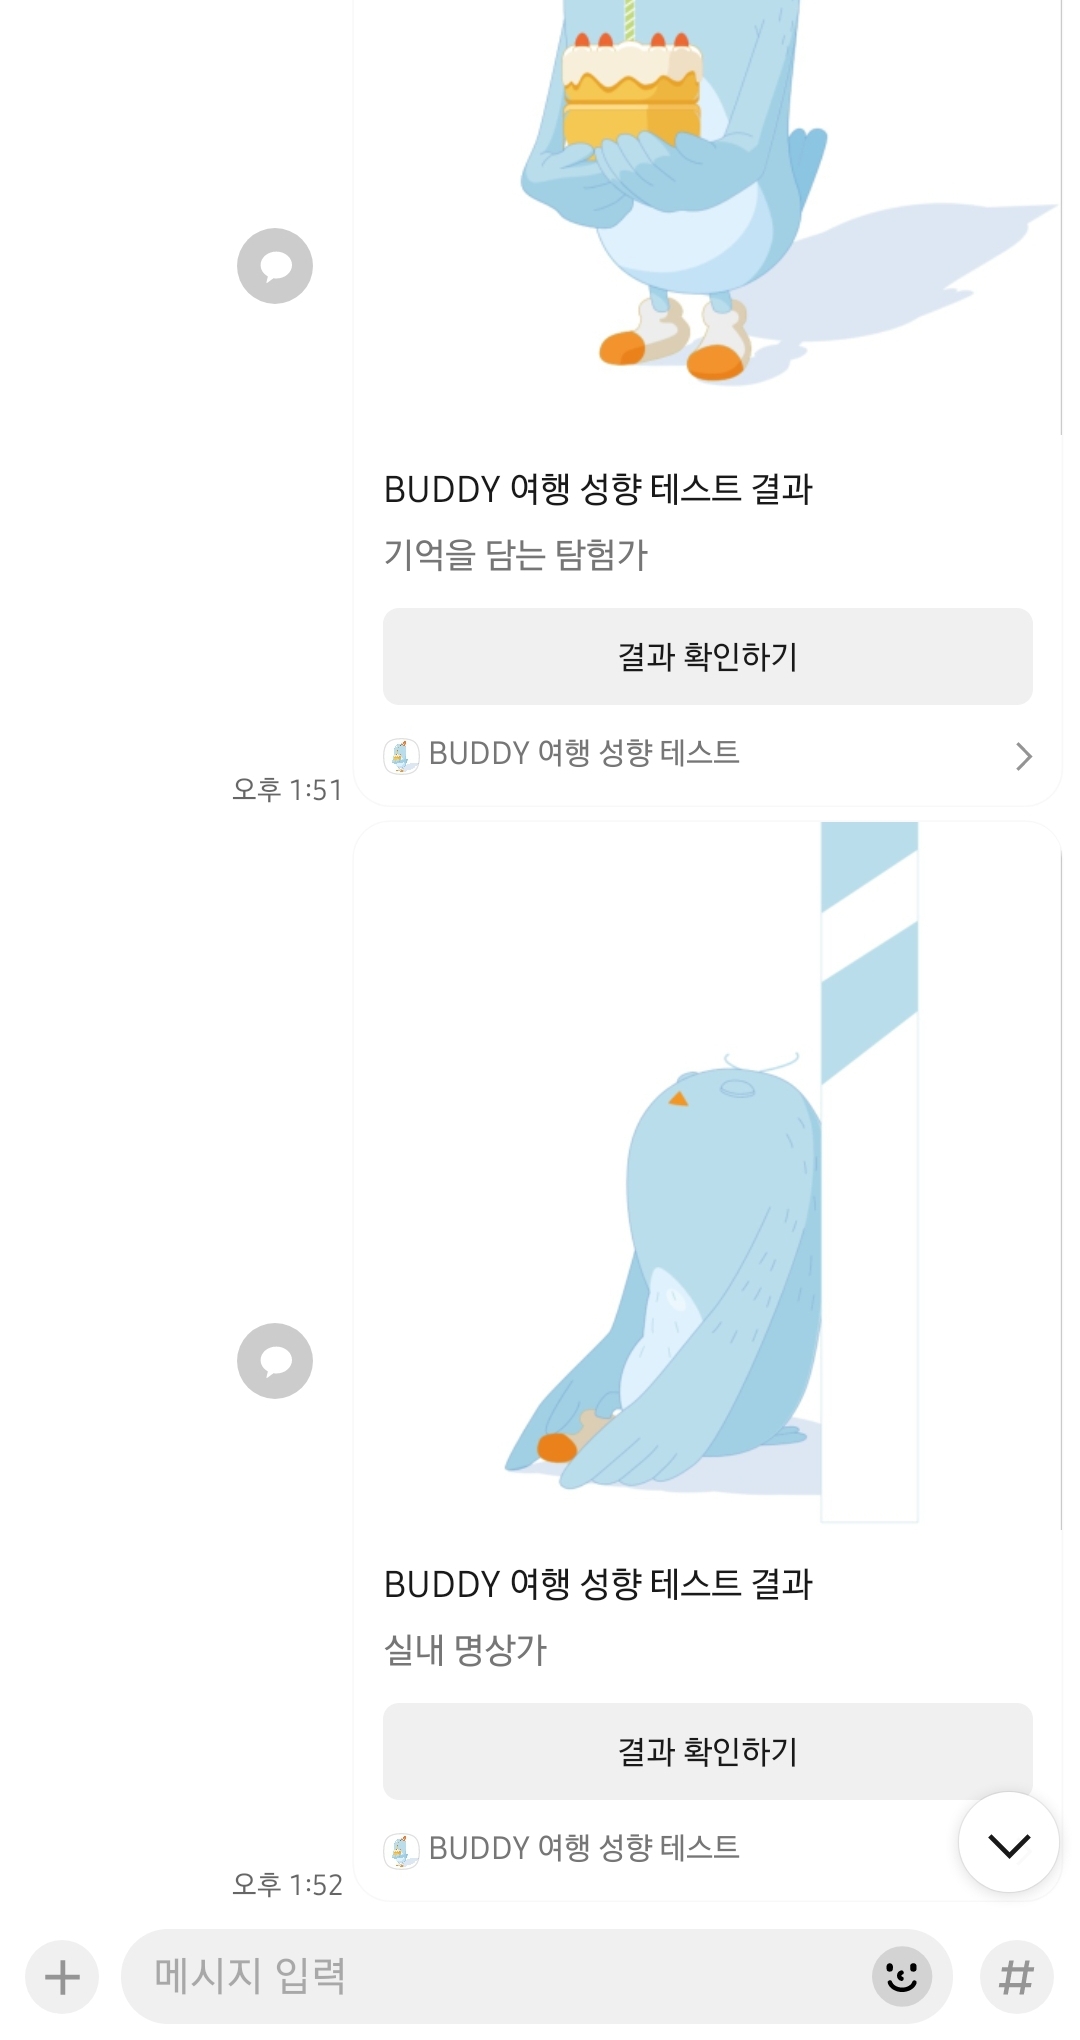 BUDDY 여행 성향 테스트 결과
기억을 담는 탐험가
결과 확인하기
BUDDY 여행 성향 테스트
오후 1:51
BUDDY 여행 성향 테스트 결과
실내 명상가
결과 확인하기
BUDDY 여행 성향 테스트
오후 1:52
메시지 입력
#